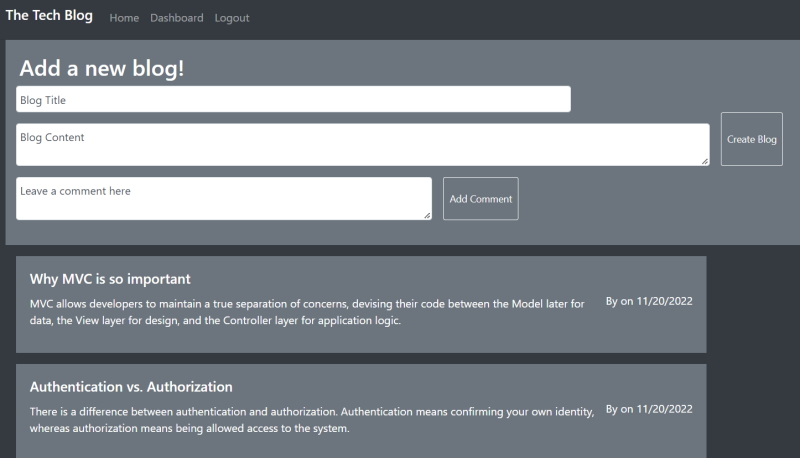 The Tech Blog Home Dashboard Logout
Add a new blog!
Blog Title
Blog Content
Create Blog
Leave a comment here
Add Comment
Why MVC is so important
MVC allows developers to maintain a true separation of concerns, devising their code between the Model later for
data, the View layer for design, and the Controller layer for application logic.
By on 11/20/2022
Authentication vs. Authorization
There is a difference between authentication and authorization. Authentication means confirming your own identity,
whereas authorization means being allowed access to the system.
By on 11/20/2022